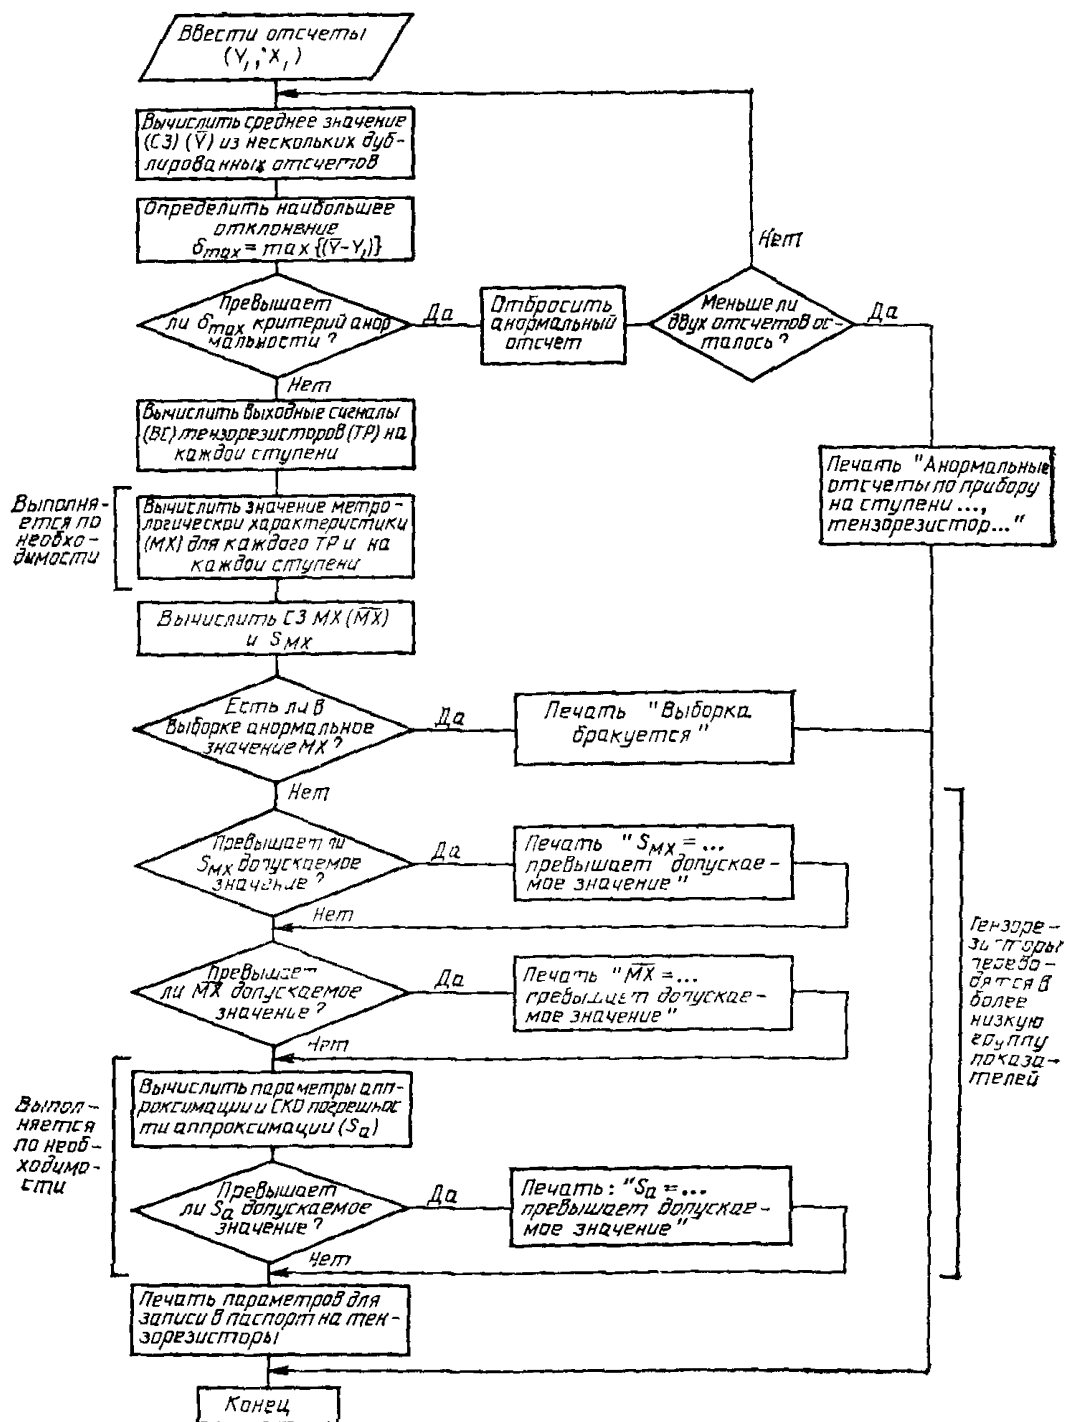 Ввести отсчеты
(Y₁, X₁)
Вычислить среднее значение
(СЗ) (Y̅) из нескольких дуб-
лированных отсчетов
Определить наибольшее
отклонение
δmax = max {(Y̅-Y₁)}
Нет
Превышает
ли δmax критерий анор
мальности?
Да
Отбросить
анормальный
отсчет
Меньше ли
двух отсчетов ос-
талось?
Да
Нет
Вычислить выходные сигналы
(ВС) тензорезисторов (ТР) на
каждой ступени
Печать "Анормальные
отсчеты по прибору
на ступени ...,
тензорезистор..."
Выполня-
ется по
необхо-
димости
Вычислить значение метро-
логической характеристики
(МХ) для каждого ТР и на
каждой ступени
Вычислить СЗ МХ (М̅Х̅)
и SМХ
Есть ли в
выборке анормальное
значение МХ?
Да
Печать "Выборка
бракуется"
Нет
Превышает ли
SМХ допускаемое
значение?
Да
Печать "SМХ = ...
превышает допускае-
мое значение"
Нет
Тензоре-
зисторы
перево-
дятся в
более
низкую
группу
показа-
телей
Превышает
ли М̅Х̅ допускаемое
значение?
Да
Печать "М̅Х̅ = ...
превышает допускае-
мое значение"
Нет
Выпол-
няется
по необ-
ходимо-
сти
Вычислить параметры апп-
роксимации и СКО погрешнос
ти аппроксимации (Sа)
Превышает
ли Sа допускаемое
значение?
Да
Печать: "Sа = ...
превышает допускае-
мое значение"
Нет
Печать параметров для
записи в паспорт на тен-
зорезисторы
Конец